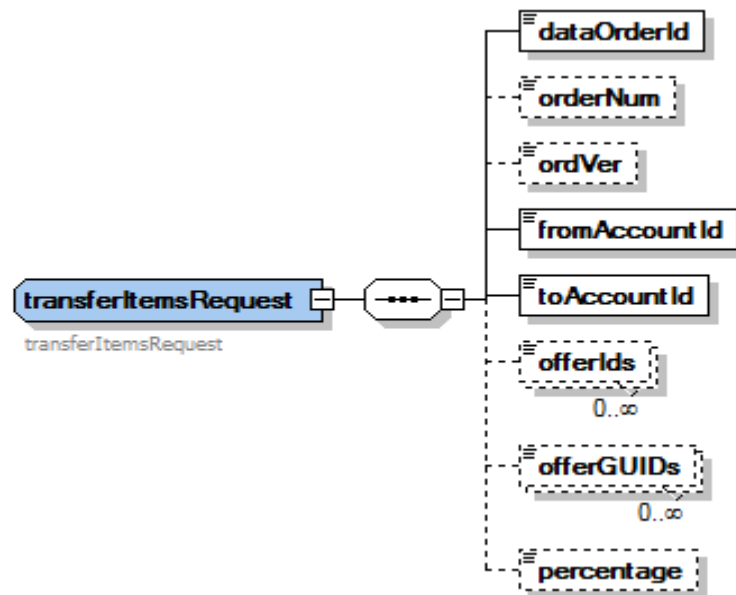 dataOrderId
orderNum
ordVer
fromAccountId
transferItemsRequest
toAccountId
transferItemsRequest
offerIds
0..∞
offerGUIDs
0..∞
percentage